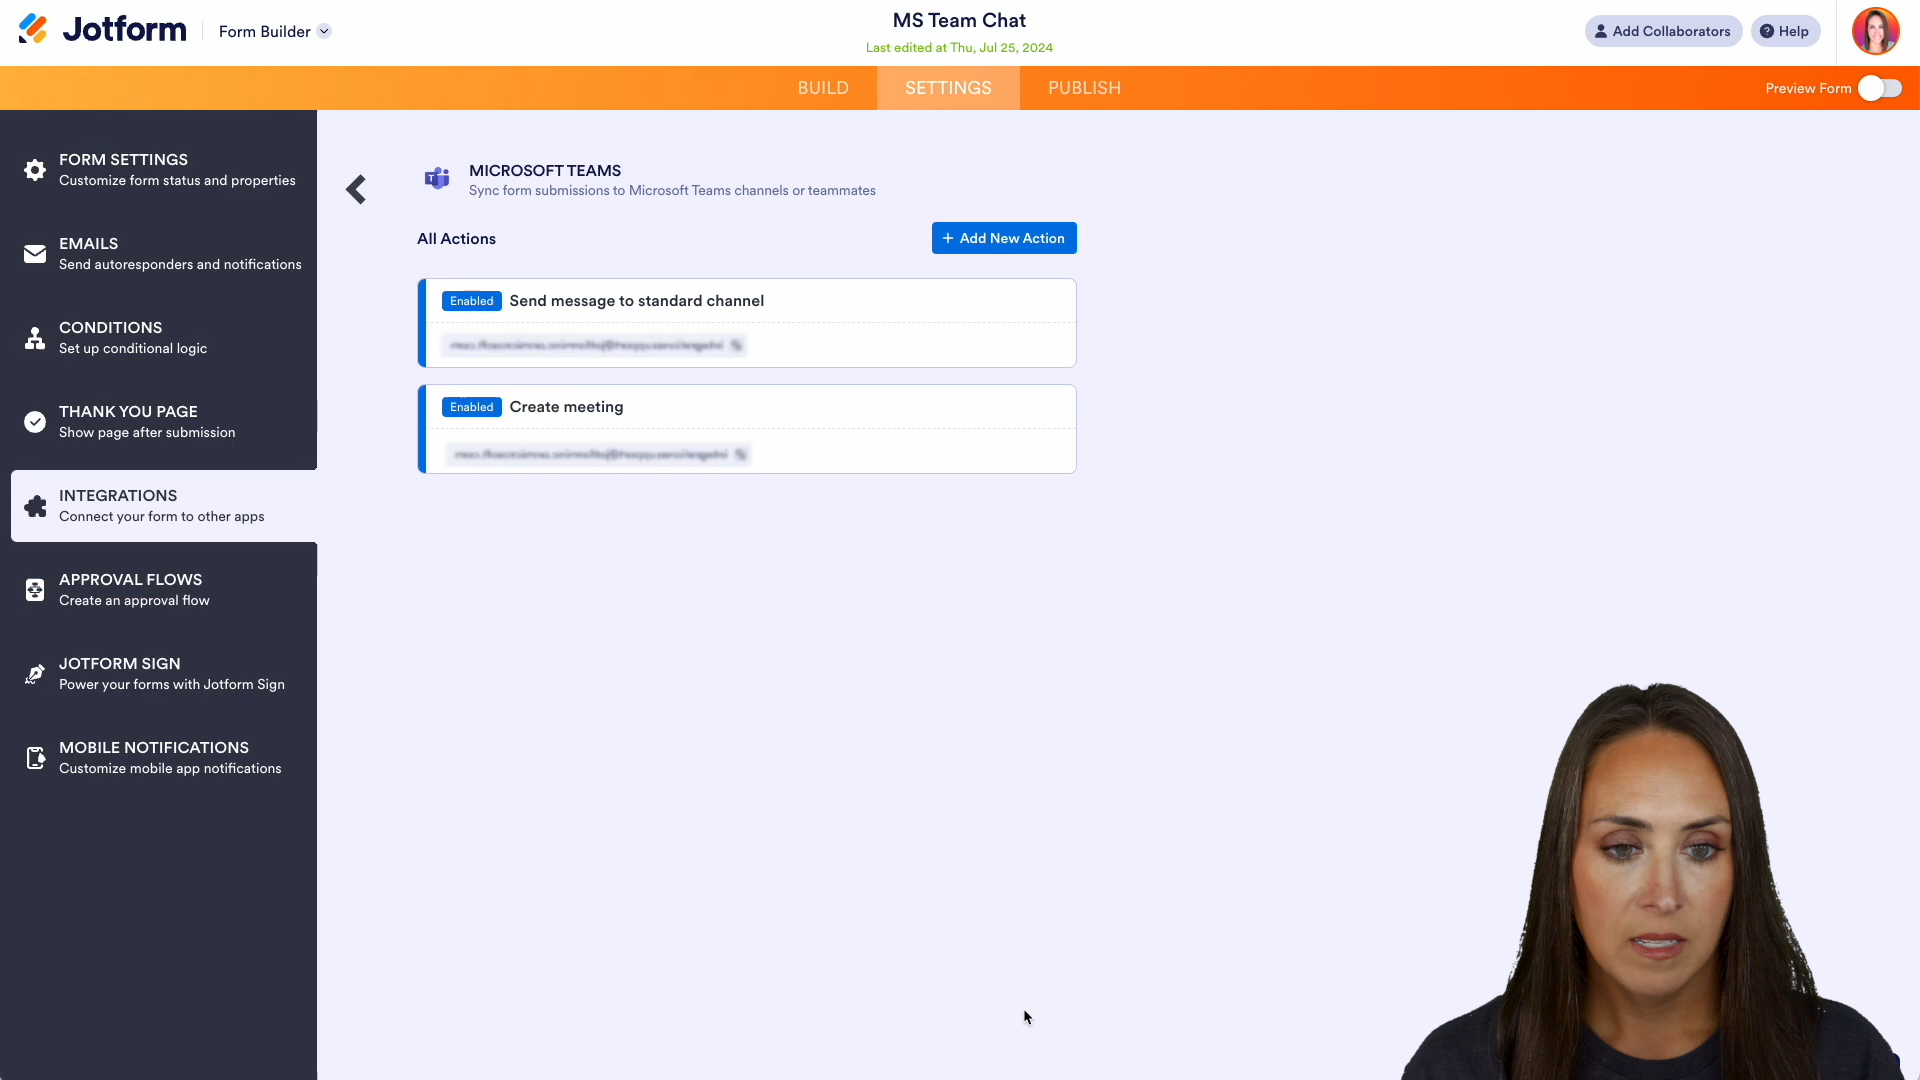 Jotform
Form Builder
MS Team Chat
Last edited at Thu, Jul 25, 2024
Add Collaborators
Help
BUILD
SETTINGS
PUBLISH
Preview Form
FORM SETTINGS
Customize form status and properties
EMAILS
Send autoresponders and notifications
CONDITIONS
Set up conditional logic
THANK YOU PAGE
Show page after submission
INTEGRATIONS
Connect your form to other apps
APPROVAL FLOWS
Create an approval flow
JOTFORM SIGN
Power your forms with Jotform Sign
MOBILE NOTIFICATIONS
Customize mobile app notifications
MICROSOFT TEAMS
Sync form submissions to Microsoft Teams channels or teammates
All Actions
+ Add New Action
Enabled Send message to standard channel
Enabled Create meeting